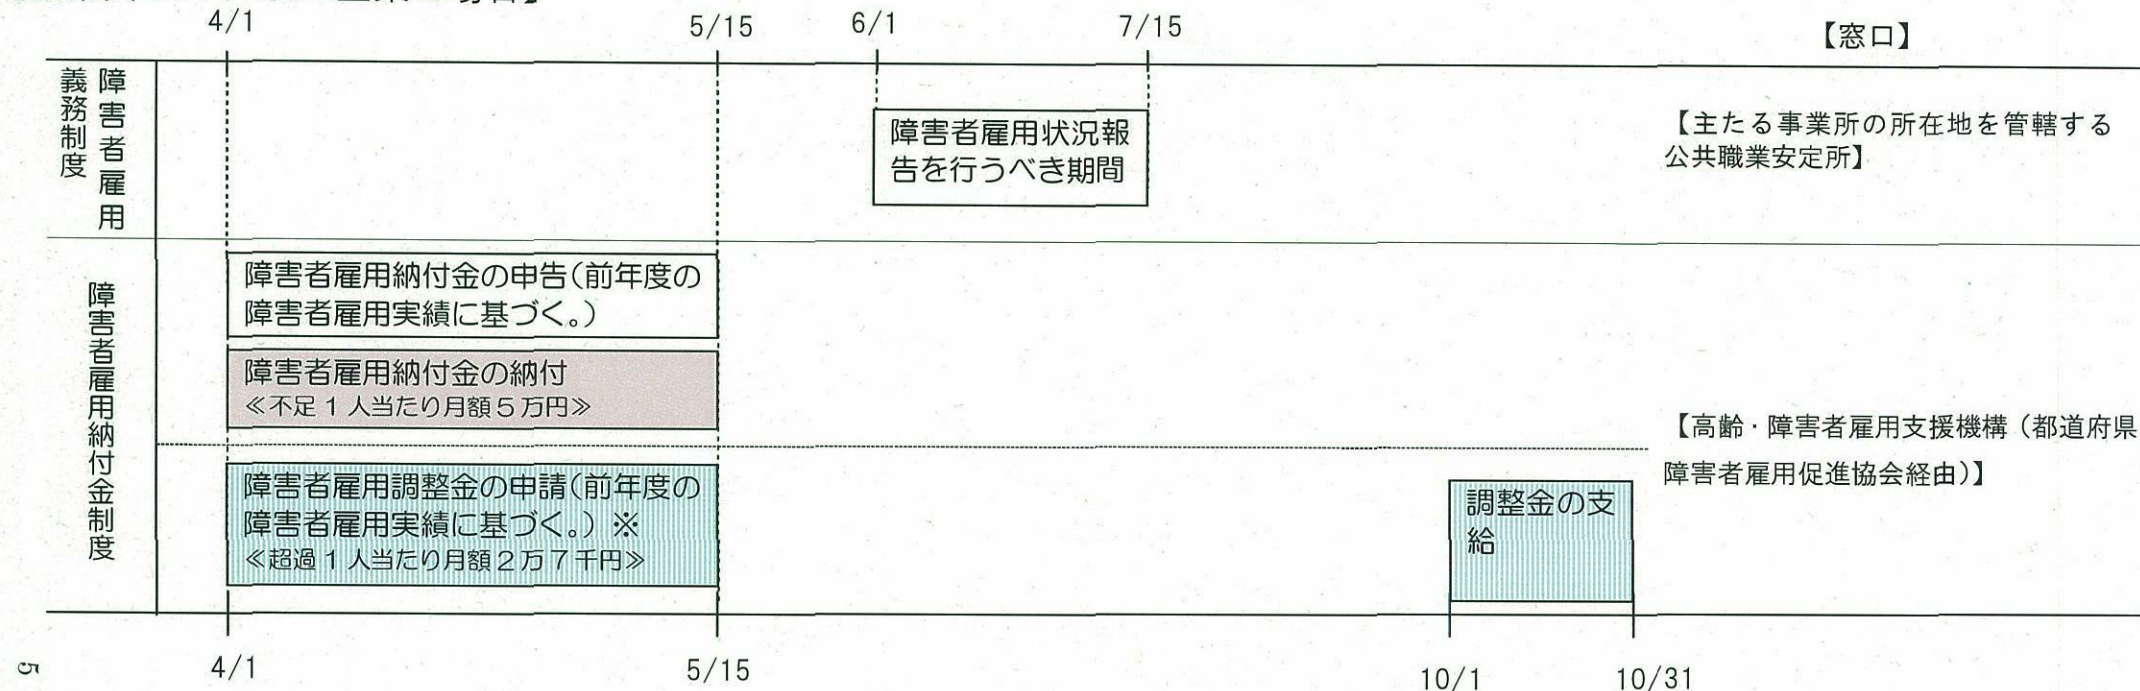 4/1
5/15
6/1
7/15
【窓口】
障害者雇用
義務制度
障害者雇用状況報
告を行うべき期間
【主たる事業所の所在地を管轄する
公共職業安定所】
障害者雇用納付金制度
障害者雇用納付金の申告(前年度の
障害者雇用実績に基づく。)
障害者雇用納付金の納付
≪不足1人当たり月額5万円≫
障害者雇用調整金の申請(前年度の
障害者雇用実績に基づく。)※
≪超過1人当たり月額2万7千円≫
調整金の支
給
【高齢・障害者雇用支援機構(都道府県
障害者雇用促進協会経由)】
4/1
5/15
10/1
10/31
5